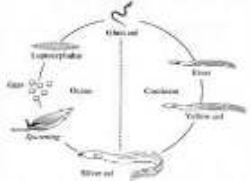 Glass eel
Leptocephalus
Elver
Eggs
Ocean
Continent
Yellow eel
Spawning
Silver eel